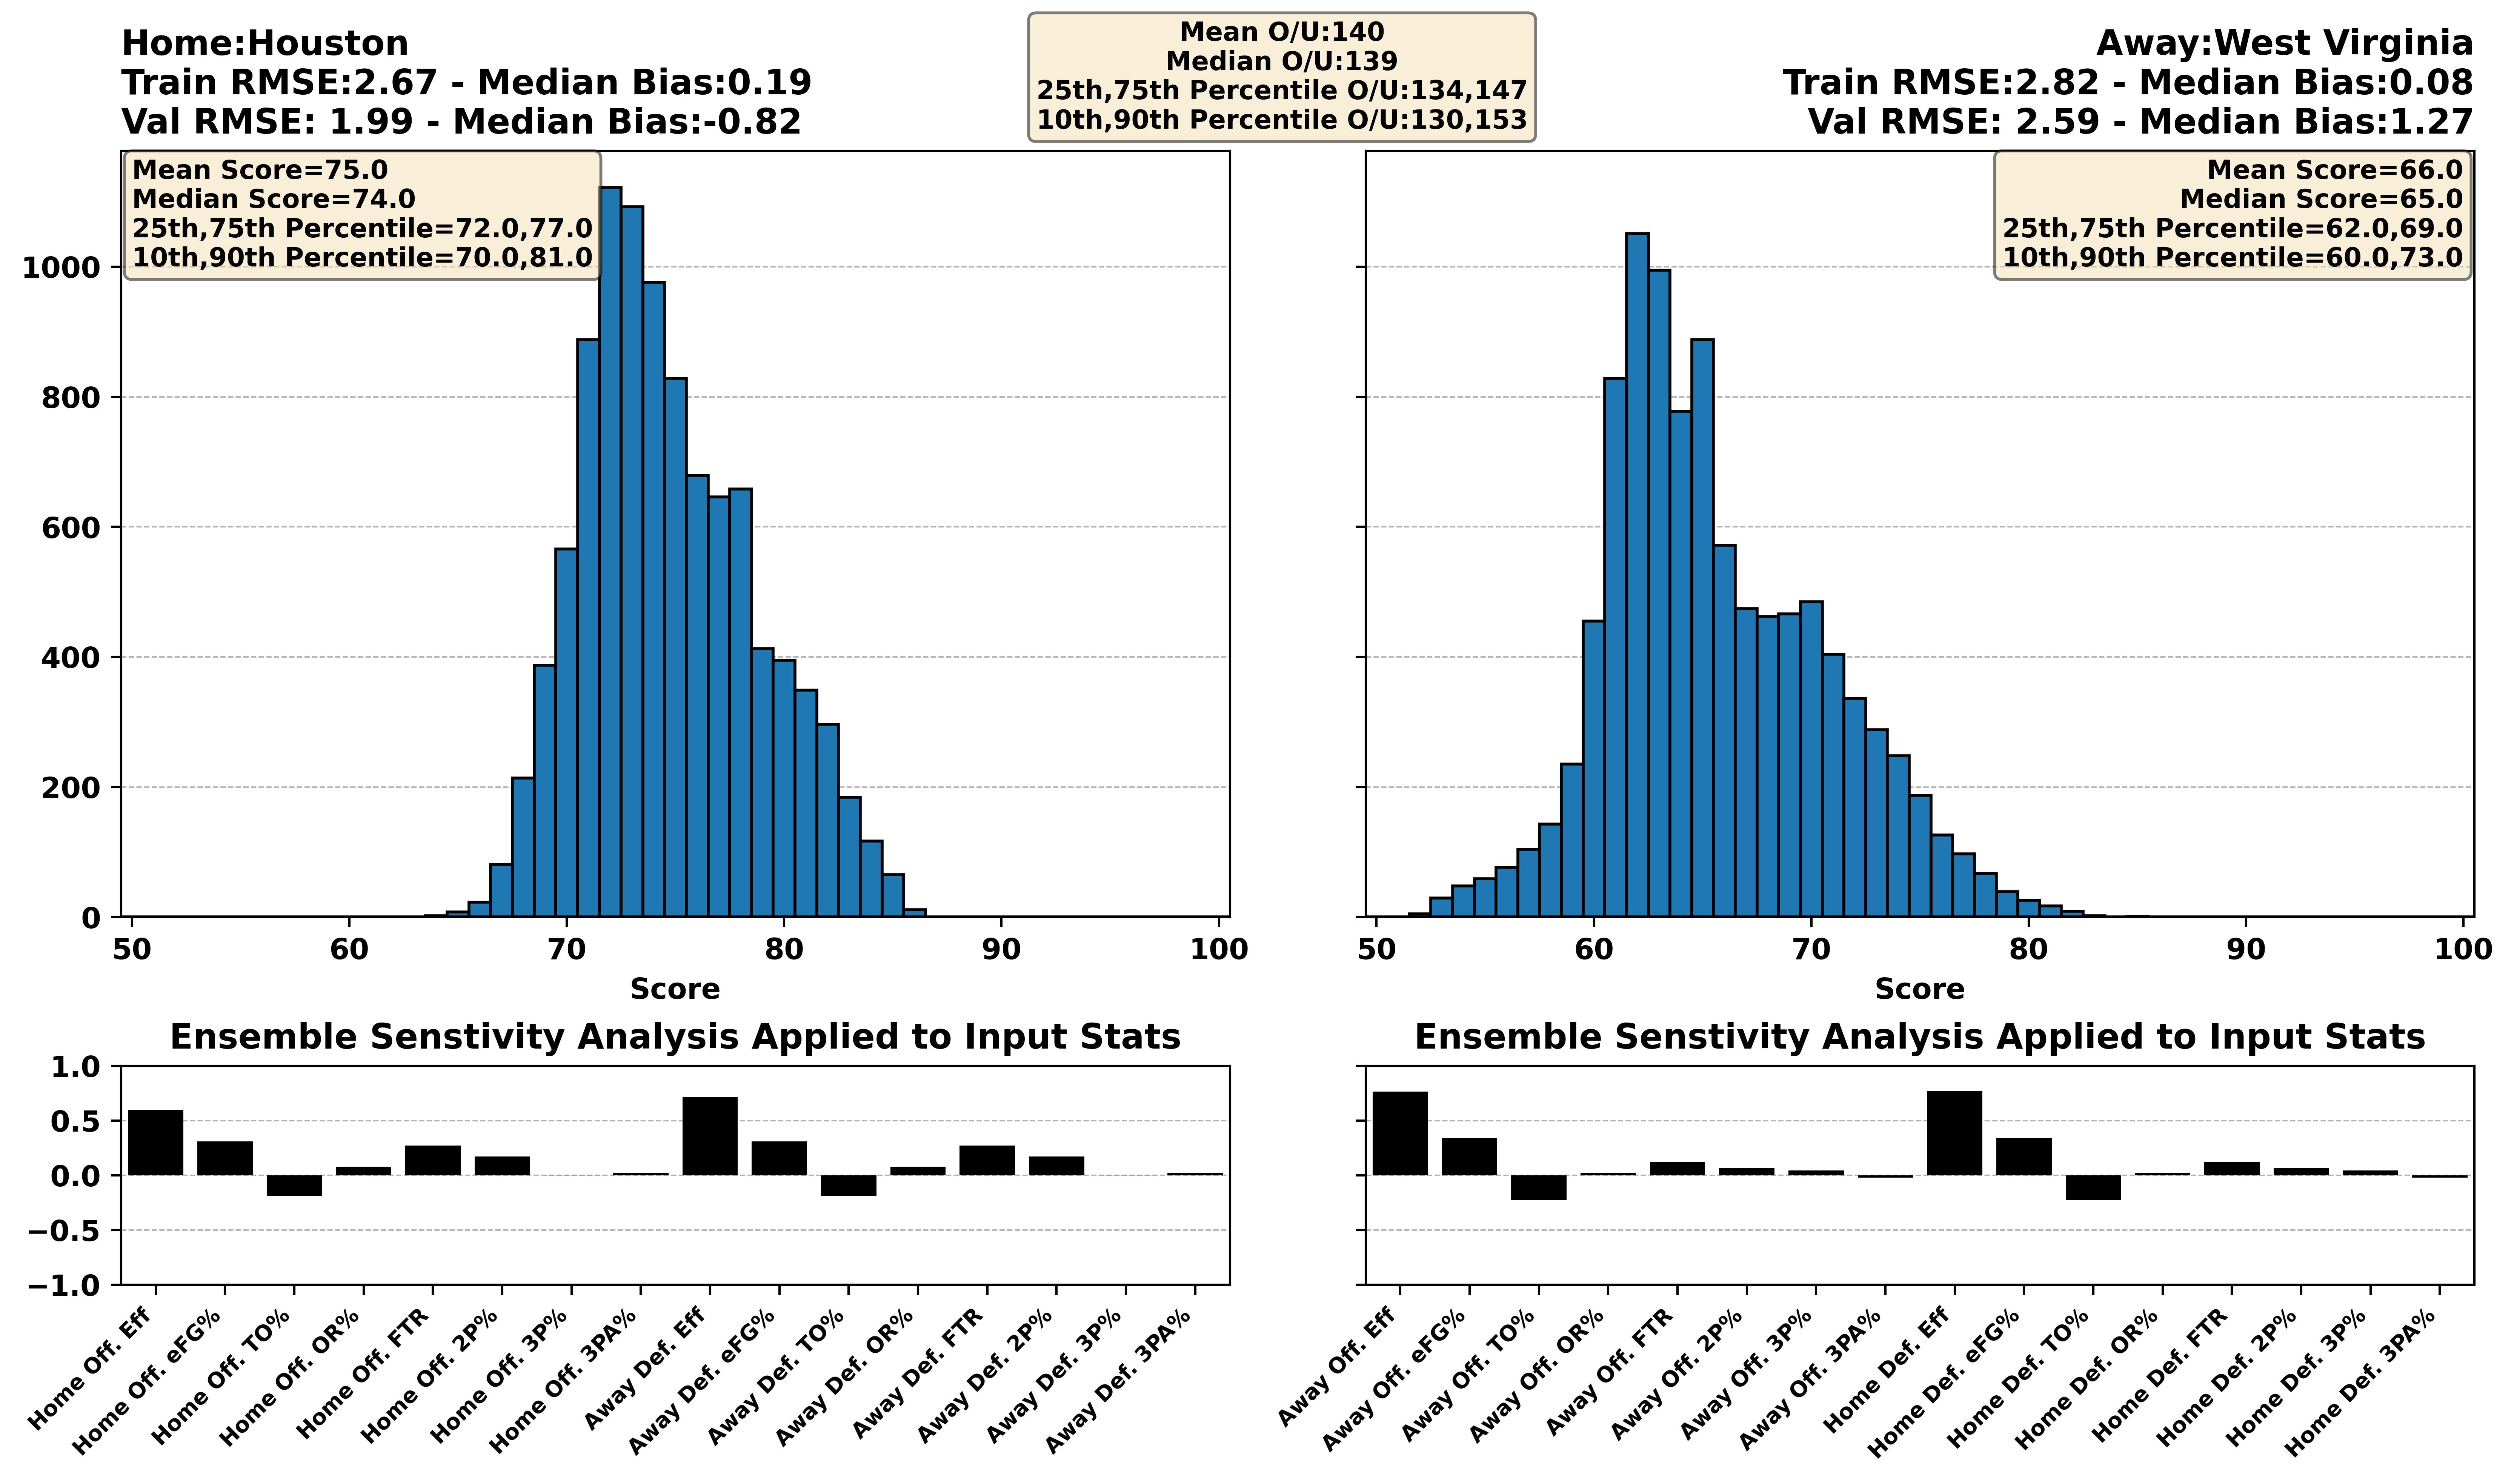 Mean O/U:140
Median O/U:139
25th,75th Percentile O/U:134,147
10th,90th Percentile O/U:130,153
Home:Houston
Train RMSE:2.67 - Median Bias:0.19
Val RMSE: 1.99 - Median Bias:-0.82
Away:West Virginia
Train RMSE:2.82 - Median Bias:0.08
Val RMSE: 2.59 - Median Bias:1.27
Mean Score=75.0
Median Score=74.0
25th,75th Percentile=72.0,77.0
10th,90th Percentile=70.0,81.0
1000
800
600
400
200
0
50 60 70 80 90 100
Score
Mean Score=66.0
Median Score=65.0
25th,75th Percentile=62.0,69.0
10th,90th Percentile=60.0,73.0
50 60 70 80 90 100
Score
Ensemble Senstivity Analysis Applied to Input Stats
1.0
0.5
0.0
−0.5
−1.0
Home Off. Eff
Home Off. eFG%
Home Off. TO%
Home Off. OR%
Home Off. FTR
Home Off. 2P%
Home Off. 3P%
Home Off. 3PA%
Away Def. Eff
Away Def. eFG%
Away Def. TO%
Away Def. OR%
Away Def. FTR
Away Def. 2P%
Away Def. 3P%
Away Def. 3PA%
Ensemble Senstivity Analysis Applied to Input Stats
Away Off. Eff
Away Off. eFG%
Away Off. TO%
Away Off. OR%
Away Off. FTR
Away Off. 2P%
Away Off. 3P%
Away Off. 3PA%
Home Def. Eff
Home Def. eFG%
Home Def. TO%
Home Def. OR%
Home Def. FTR
Home Def. 2P%
Home Def. 3P%
Home Def. 3PA%